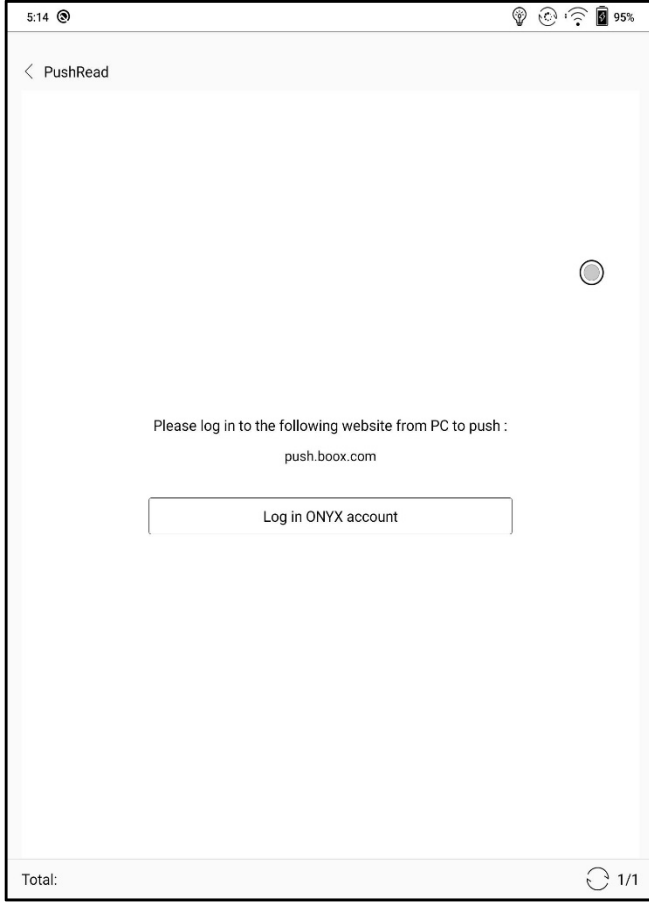 5:14 95%
PushRead
Please log in to the following website from PC to push :
push.boox.com
Log in ONYX account
Total: 1/1